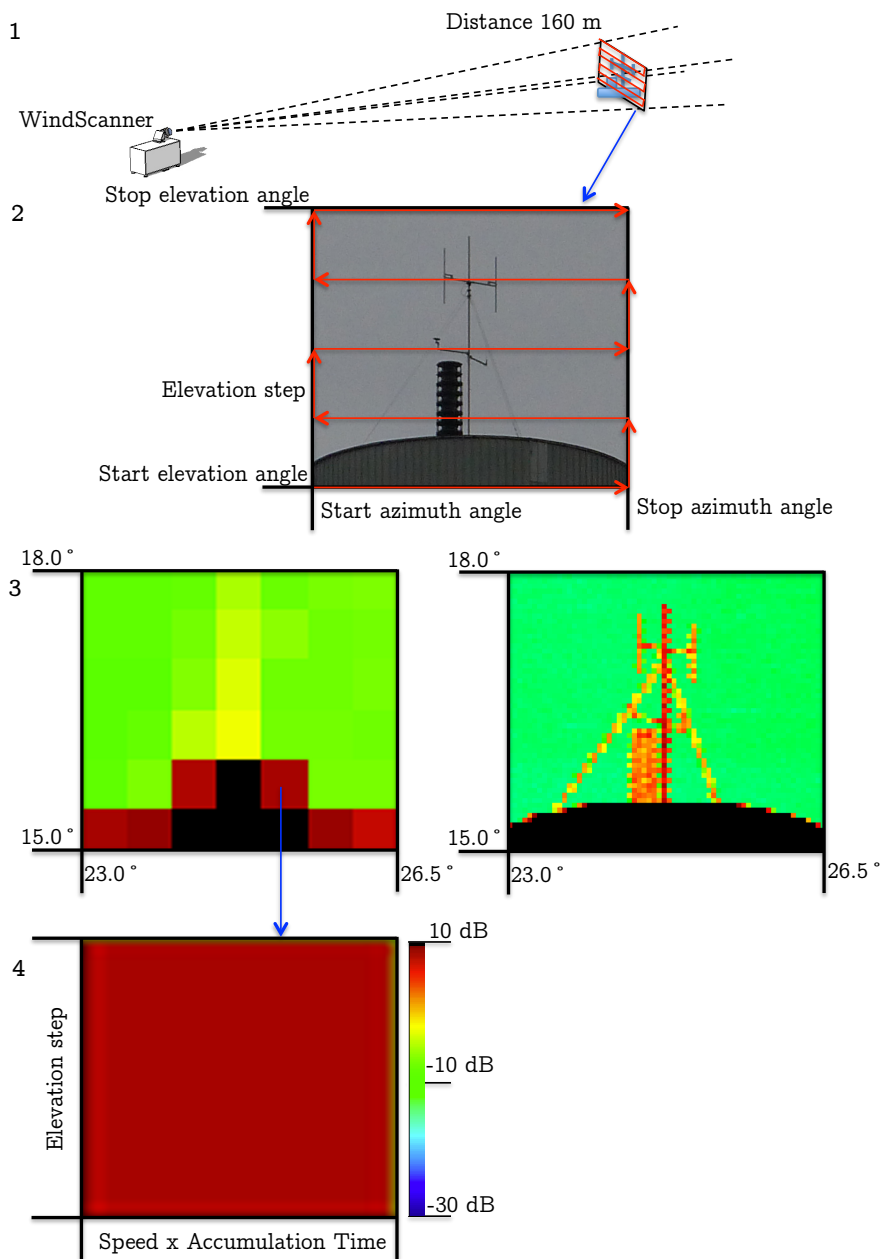 1
Distance 160 m
WindScanner
Stop elevation angle
2
Elevation step
Start elevation angle
Start azimuth angle
Stop azimuth angle
3
18.0 °
15.0 °
23.0 °
26.5 °
18.0 °
15.0 °
23.0 °
26.5 °
4
Elevation step
10 dB
-10 dB
-30 dB
Speed x Accumulation Time